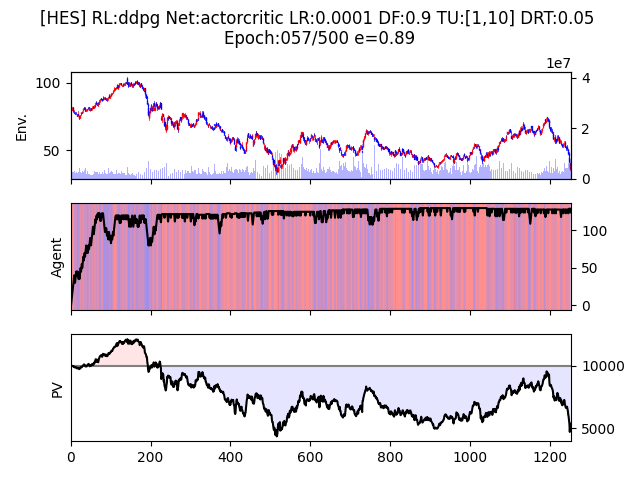 [HES] RL:ddpg Net:actorcritic LR:0.0001 DF:0.9 TU:[1,10] DRT:0.05
Epoch:057/500 e=0.89
1e7
100
50
Env.
4
2
0
Agent
100
50
0
PV
10000
5000
0 200 400 600 800 1000 1200